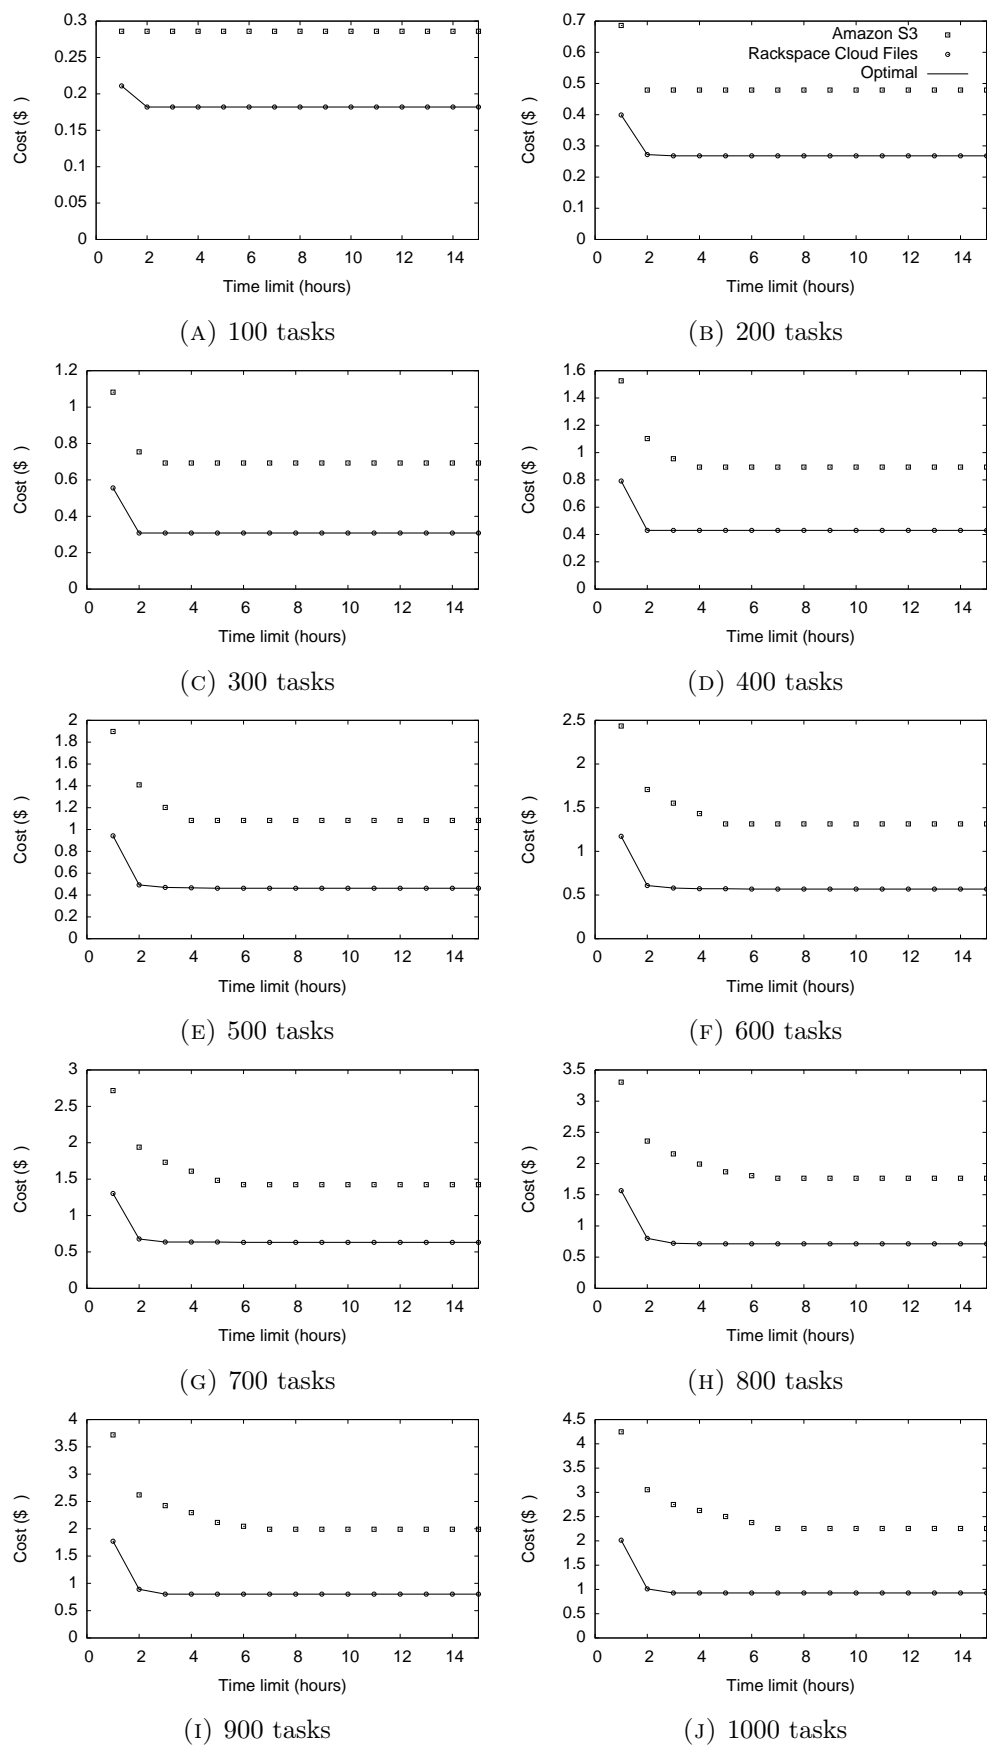 0.3
0.25
0.2
0.15
0.1
0.05
0
Cost ($ )
0 2 4 6 8 10 12 14
Time limit (hours)
(A) 100 tasks
0.7
0.6
0.5
0.4
0.3
0.2
0.1
0
Cost ($ )
Amazon S3
Rackspace Cloud Files
Optimal
0 2 4 6 8 10 12 14
Time limit (hours)
(B) 200 tasks
1.2
1
0.8
0.6
0.4
0.2
0
Cost ($ )
0 2 4 6 8 10 12 14
Time limit (hours)
(C) 300 tasks
1.6
1.4
1.2
1
0.8
0.6
0.4
0.2
0
Cost ($ )
0 2 4 6 8 10 12 14
Time limit (hours)
(D) 400 tasks
2
1.8
1.6
1.4
1.2
1
0.8
0.6
0.4
0.2
0
Cost ($ )
0 2 4 6 8 10 12 14
Time limit (hours)
(E) 500 tasks
2.5
2
1.5
1
0.5
0
Cost ($ )
0 2 4 6 8 10 12 14
Time limit (hours)
(F) 600 tasks
3
2.5
2
1.5
1
0.5
0
Cost ($ )
0 2 4 6 8 10 12 14
Time limit (hours)
(G) 700 tasks
3.5
3
2.5
2
1.5
1
0.5
0
Cost ($ )
0 2 4 6 8 10 12 14
Time limit (hours)
(H) 800 tasks
4
3.5
3
2.5
2
1.5
1
0.5
0
Cost ($ )
0 2 4 6 8 10 12 14
Time limit (hours)
(I) 900 tasks
4.5
4
3.5
3
2.5
2
1.5
1
0.5
0
Cost ($ )
0 2 4 6 8 10 12 14
Time limit (hours)
(J) 1000 tasks